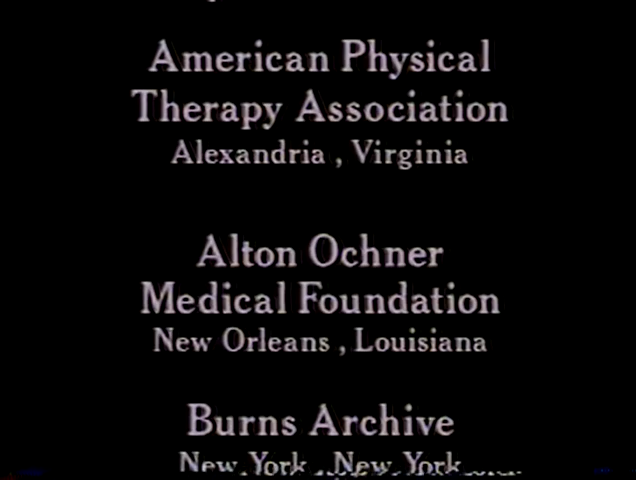 American Physical
Therapy Association
Alexandria , Virginia
Alton Ochner
Medical Foundation
New Orleans , Louisiana
Burns Archive
New York , New York